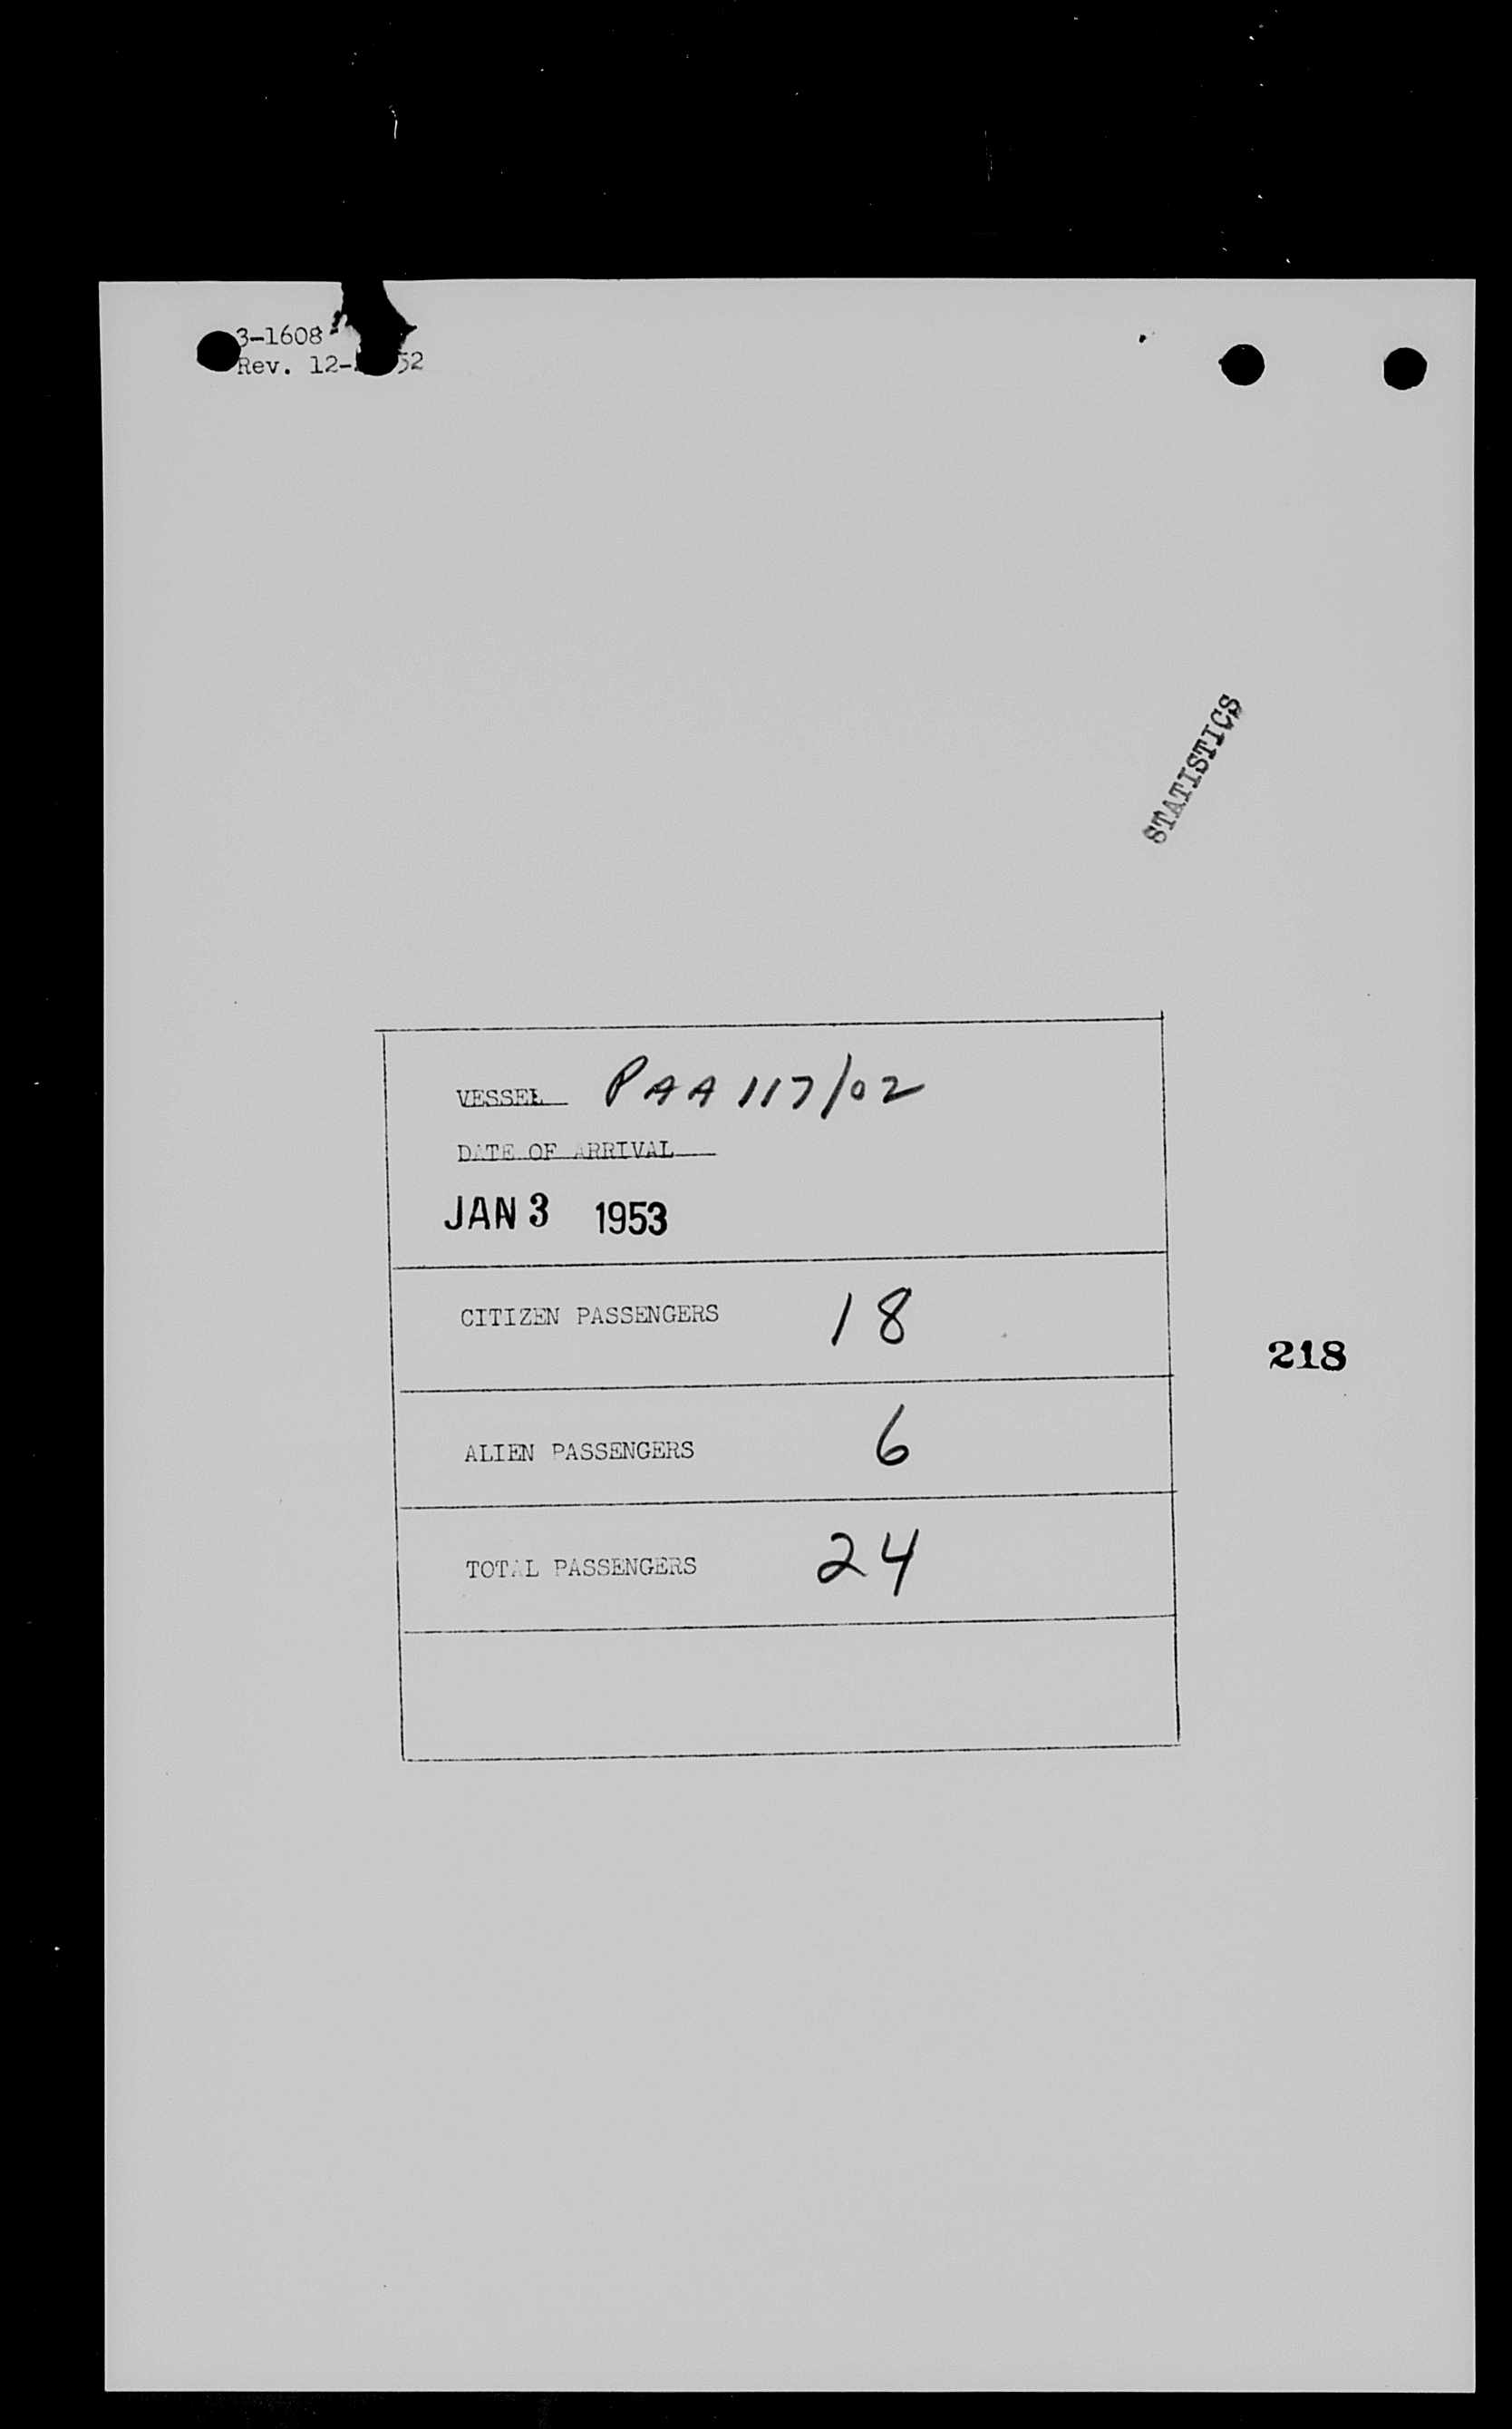 3-1608
Rev. 12- 52
STATISTICS
VESSEL PAA 117/02
DATE OF ARRIVAL
JAN 3 1953
CITIZEN PASSENGERS 18
218
ALIEN PASSENGERS 6
TOTAL PASSENGERS 24